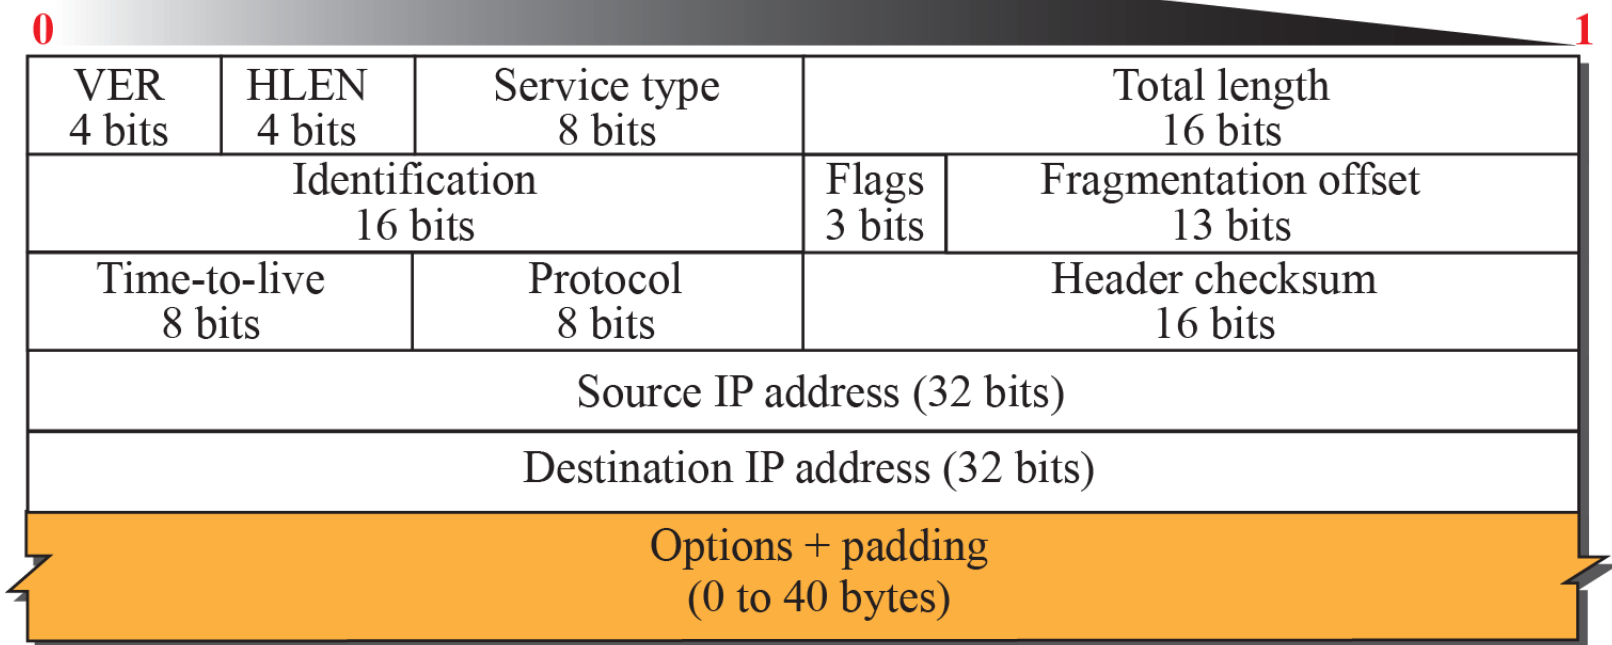 0 1
VER HLEN Service type Total length
4 bits 4 bits 8 bits 16 bits
Identification Flags Fragmentation offset
16 bits 3 bits 13 bits
Time-to-live Protocol Header checksum
8 bits 8 bits 16 bits
Source IP address (32 bits)
Destination IP address (32 bits)
Options + padding
(0 to 40 bytes)